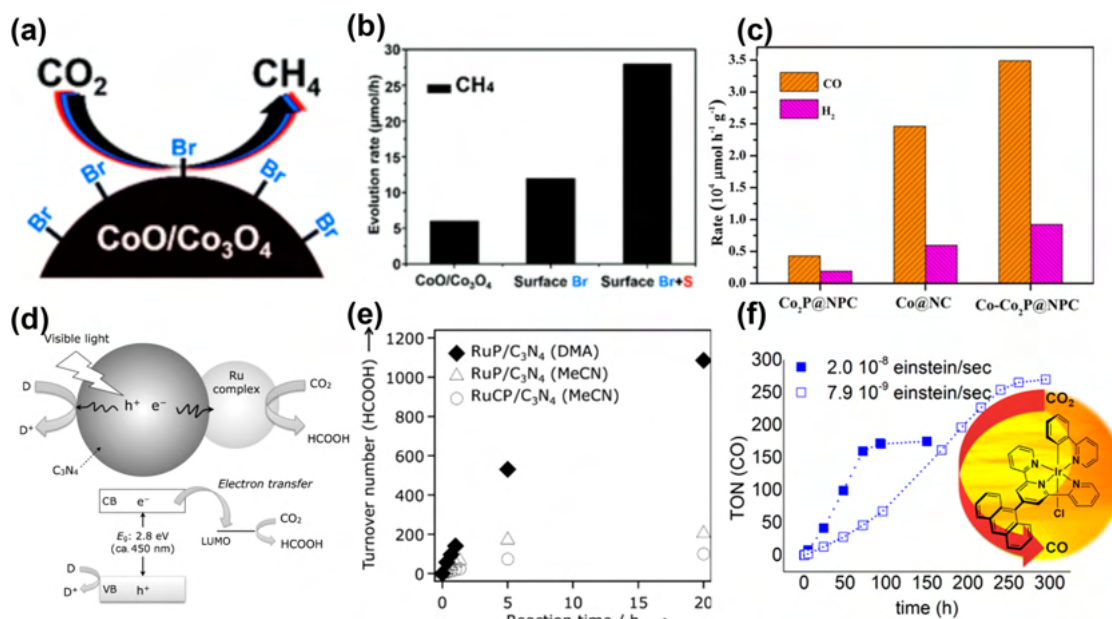 (a)
CO2
CH4
Br
Br
Br
Br
Br
CoO/Co3O4
(b)
30
25
20
15
10
5
0
Evolution rate (μmol/h)
CH4
CoO/Co3O4
Surface Br
Surface Br+S
(c)
3.5
3.0
2.5
2.0
1.5
1.0
0.5
0.0
Rate (10⁴ μmol h⁻¹ g⁻¹)
CO
H2
Co2P@NPC
Co@NC
Co-Co2P@NPC
(d)
Visible light
D
D+
h+ e−
Ru
complex
CO2
HCOOH
C3N4
CB e−
Electron transfer
E0: 2.8 eV
(ca. 450 nm)
LUMO
CO2
HCOOH
D
D+
VB h+
(e)
1200
1000
800
600
400
200
0
Turnover number (HCOOH)
RuP/C3N4 (DMA)
RuP/C3N4 (MeCN)
RuCP/C3N4 (MeCN)
0 5 10 15 20
Reaction time / h
(f)
300
250
200
150
100
50
0
TON (CO)
2.0 10⁻⁸ einstein/sec
7.9 10⁻⁹ einstein/sec
CO2
N
Ir
N
N
Cl
CO
0 50 100 150 200 250 300
time (h)